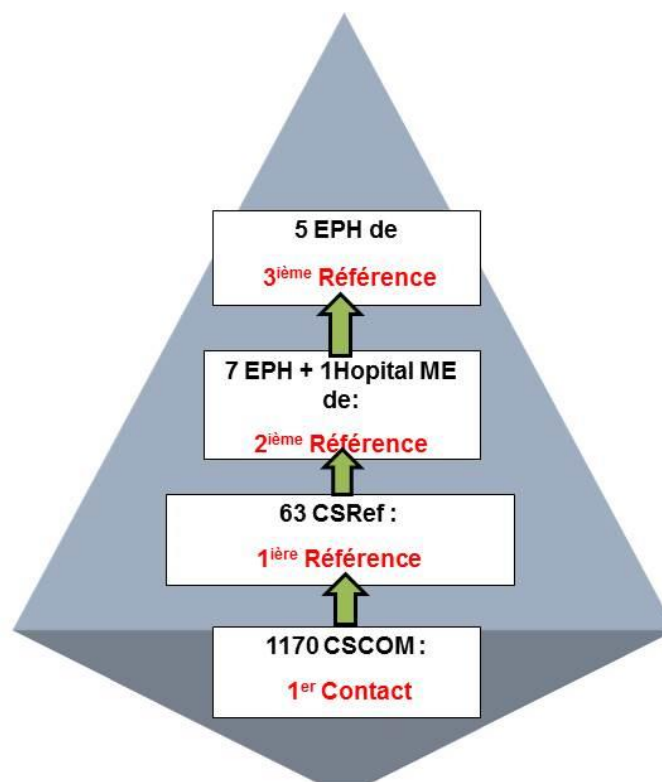 5 EPH de
3ième Référence
7 EPH + 1Hopital ME
de:
2ième Référence
63 CSRef :
1ière Référence
1170 CSCOM :
1er Contact